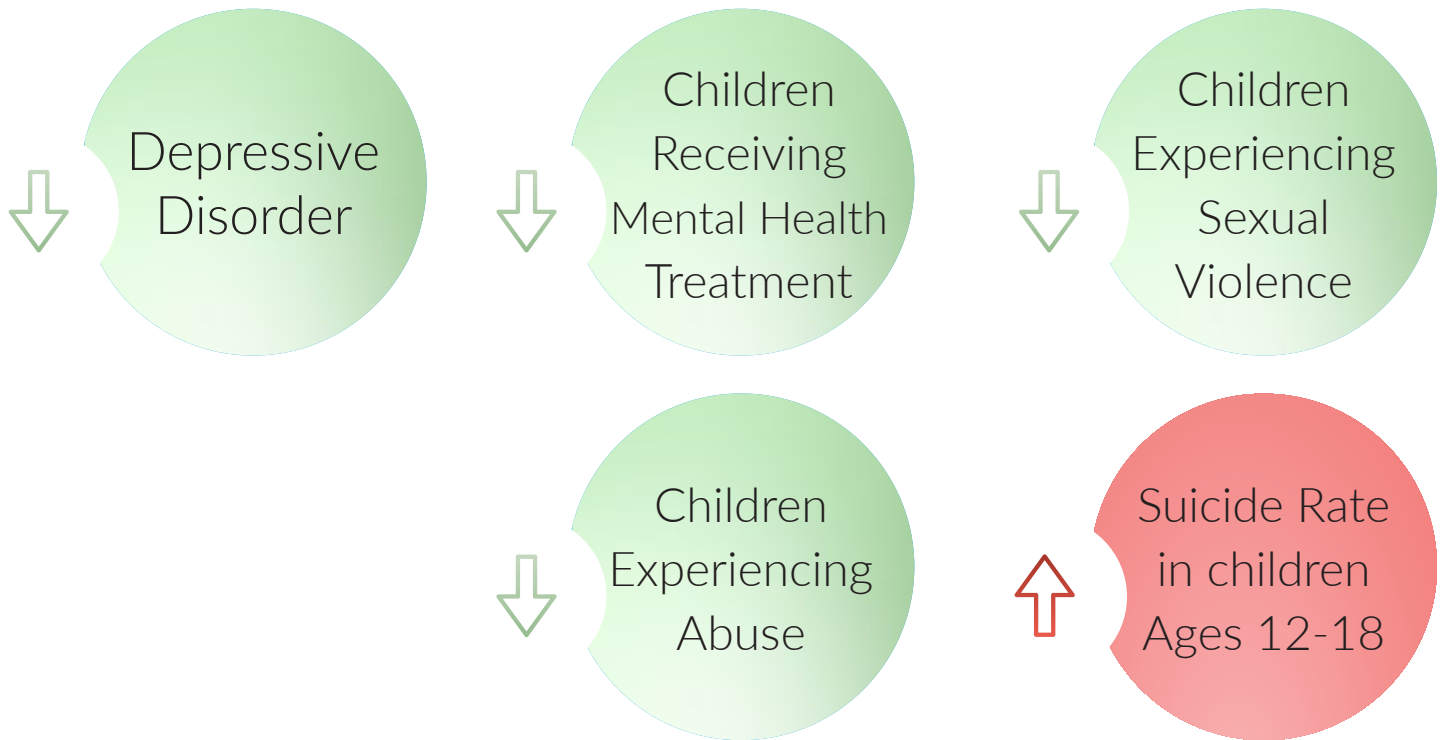 Depressive
Disorder
Children
Receiving
Mental Health
Treatment
Children
Experiencing
Sexual
Violence
Children
Experiencing
Abuse
Suicide Rate
in children
Ages 12-18